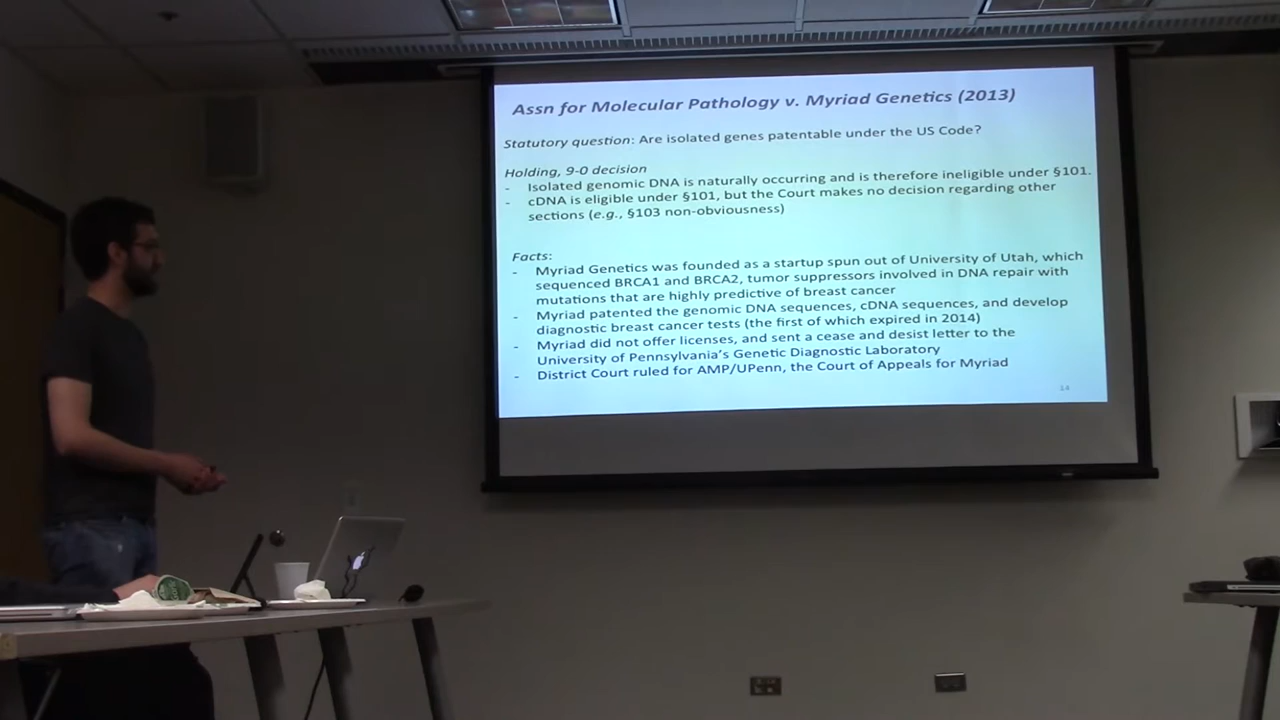 Assn for Molecular Pathology v. Myriad Genetics (2013)
Statutory question: Are isolated genes patentable under the US Code?
Holding, 9-0 decision
- Isolated genomic DNA is naturally occurring and is therefore ineligible under §101.
- cDNA is eligible under §101, but the Court makes no decision regarding other
sections (e.g., §103 non-obviousness)
Facts:
- Myriad Genetics was founded as a startup spun out of University of Utah, which
sequenced BRCA1 and BRCA2, tumor suppressors involved in DNA repair with
mutations that are highly predictive of breast cancer
- Myriad patented the genomic DNA sequences, cDNA sequences, and develop
diagnostic breast cancer tests (the first of which expired in 2014)
- Myriad did not offer licenses, and sent a cease and desist letter to the
University of Pennsylvania's Genetic Diagnostic Laboratory
- District Court ruled for AMP/UPenn, the Court of Appeals for Myriad
14